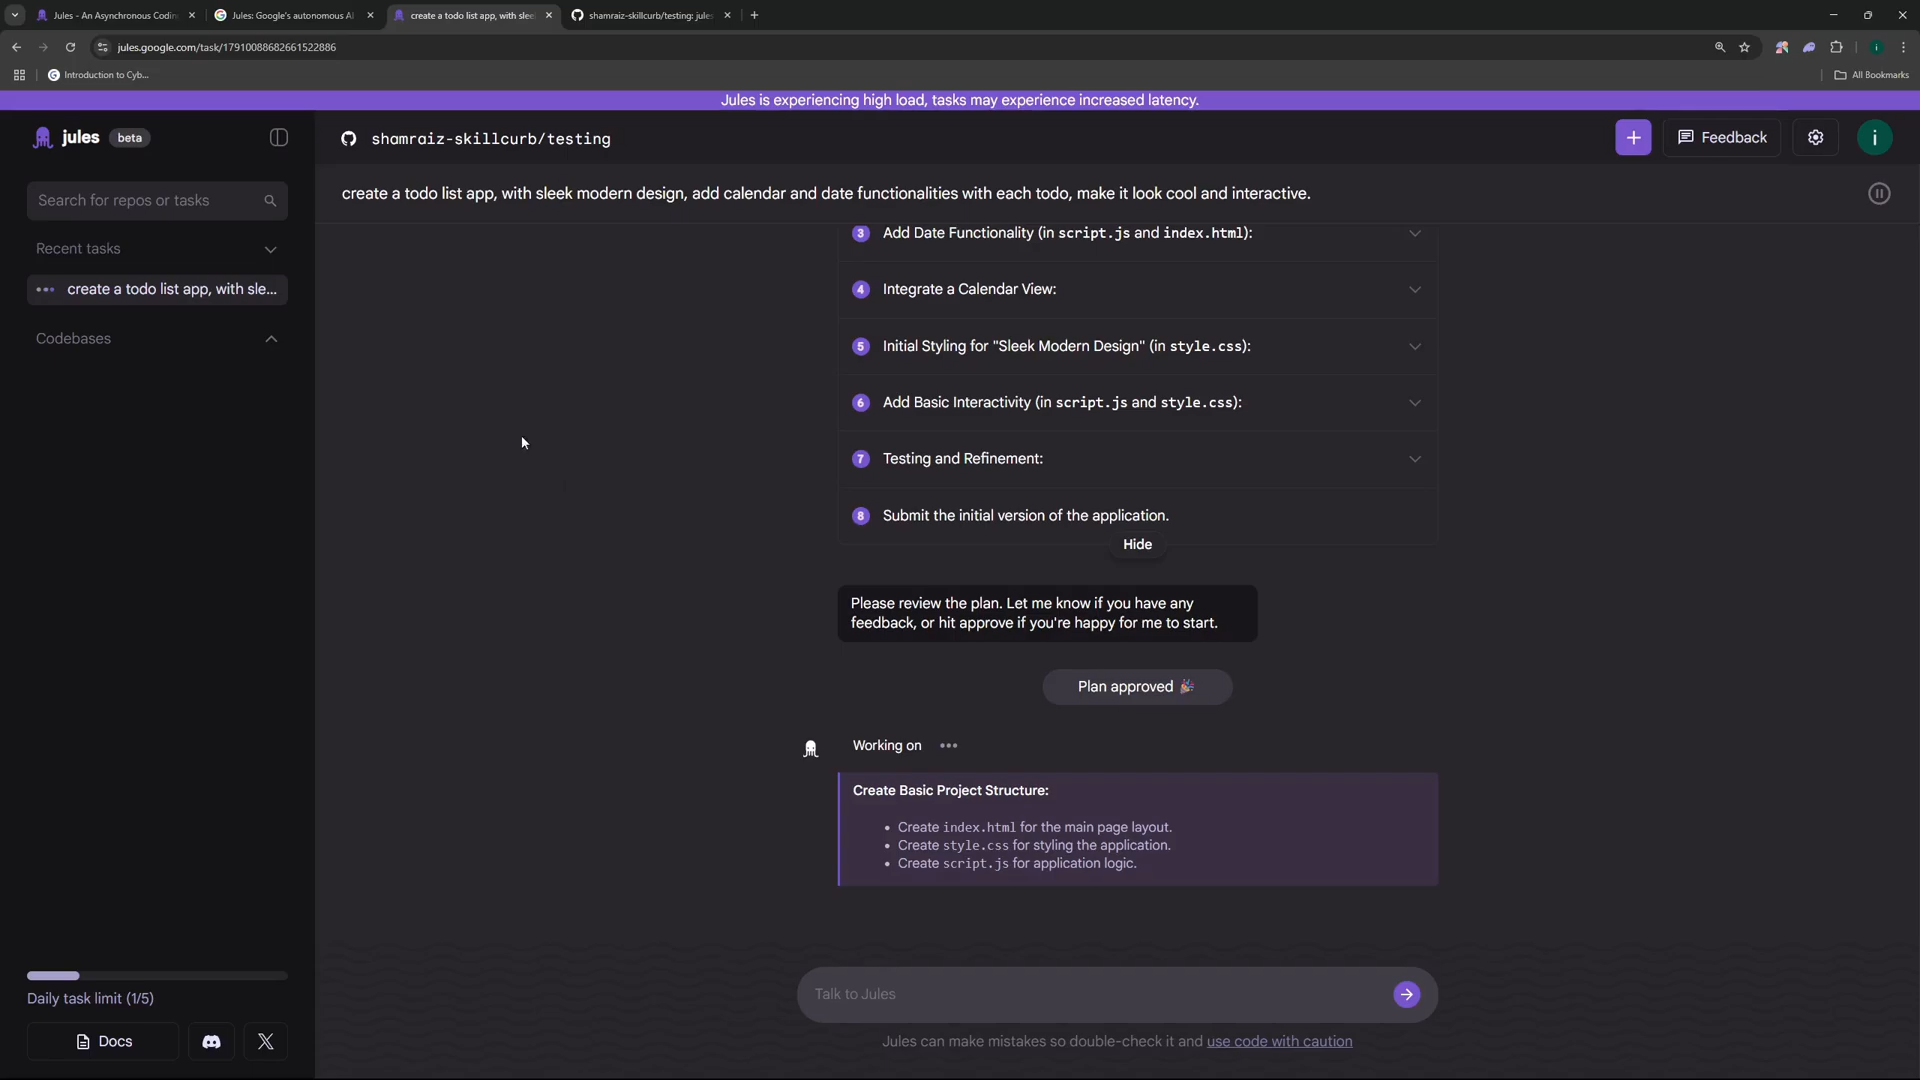 Jules - An Asynchronous Codin
Jules: Google's autonomous AI
create a todo list app, with slee
shamraiz-skillcurb/testing: jules
jules.google.com/task/17910088682661522886
Introduction to Cyb...
All Bookmarks
Jules is experiencing high load, tasks may experience increased latency.
jules
beta
shamraiz-skillcurb/testing
Feedback
i
Search for repos or tasks
create a todo list app, with sleek modern design, add calendar and date functionalities with each todo, make it look cool and interactive.
Recent tasks
create a todo list app, with sle...
Codebases
3 Add Date Functionality (in script.js and index.html):
4 Integrate a Calendar View:
5 Initial Styling for "Sleek Modern Design" (in style.css):
6 Add Basic Interactivity (in script.js and style.css):
7 Testing and Refinement:
8 Submit the initial version of the application.
Hide
Please review the plan. Let me know if you have any
feedback, or hit approve if you're happy for me to start.
Plan approved 🎉
Working on
Create Basic Project Structure:
• Create index.html for the main page layout.
• Create style.css for styling the application.
• Create script.js for application logic.
Daily task limit (1/5)
Docs
Talk to Jules
Jules can make mistakes so double-check it and use code with caution